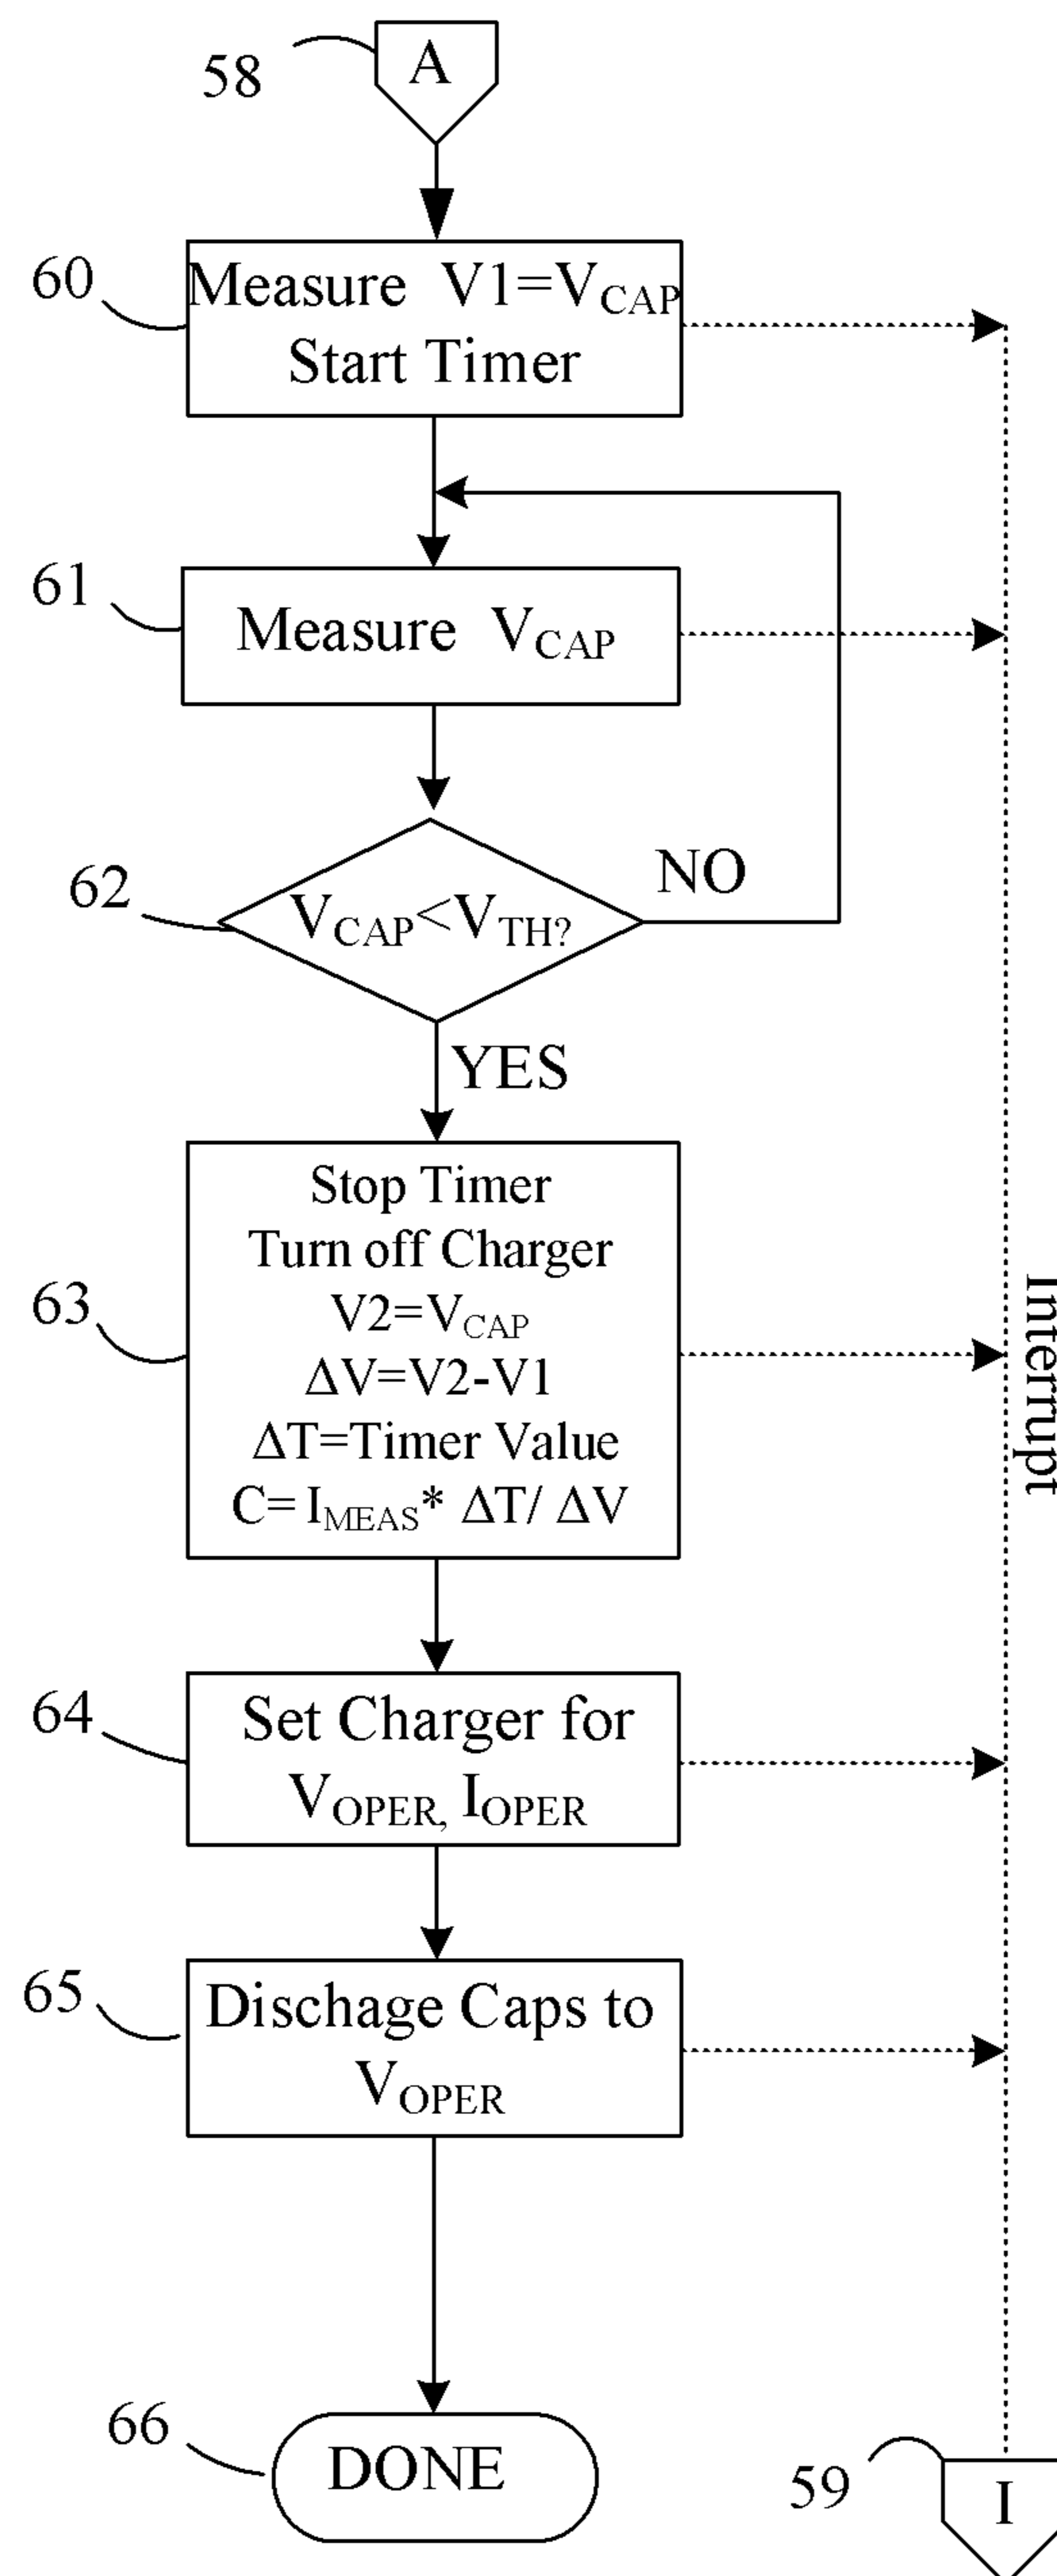 58
A
60
Measure V1=VCAP
Start Timer
61
Measure VCAP
62
VCAP<VTH?
NO
YES
63
Stop Timer
Turn off Charger
V2=VCAP
ΔV=V2-V1
ΔT=Timer Value
C= IMEAS* ΔT/ ΔV
Interrupt
64
Set Charger for
VOPER, IOPER
65
Dischage Caps to
VOPER
66
DONE
59
I